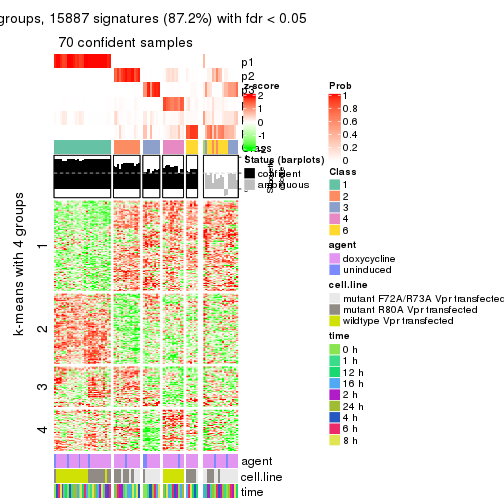 groups, 15887 signatures (87.2%) with fdr < 0.05
70 confident samples
p1
p2
z-score
2
1
0
-1
Prob
1
0.8
0.6
0.4
0.2
0
Status (barplots)
confident
ambiguous
Class
1
2
3
4
6
agent
doxycycline
uninduced
cell.line
mutant F72A/R73A Vpr transfected
mutant R80A Vpr transfected
wildtype Vpr transfected
time
0 h
1 h
12 h
16 h
2 h
24 h
4 h
6 h
8 h
k-means with 4 groups
1
2
3
4
agent
cell.line
time